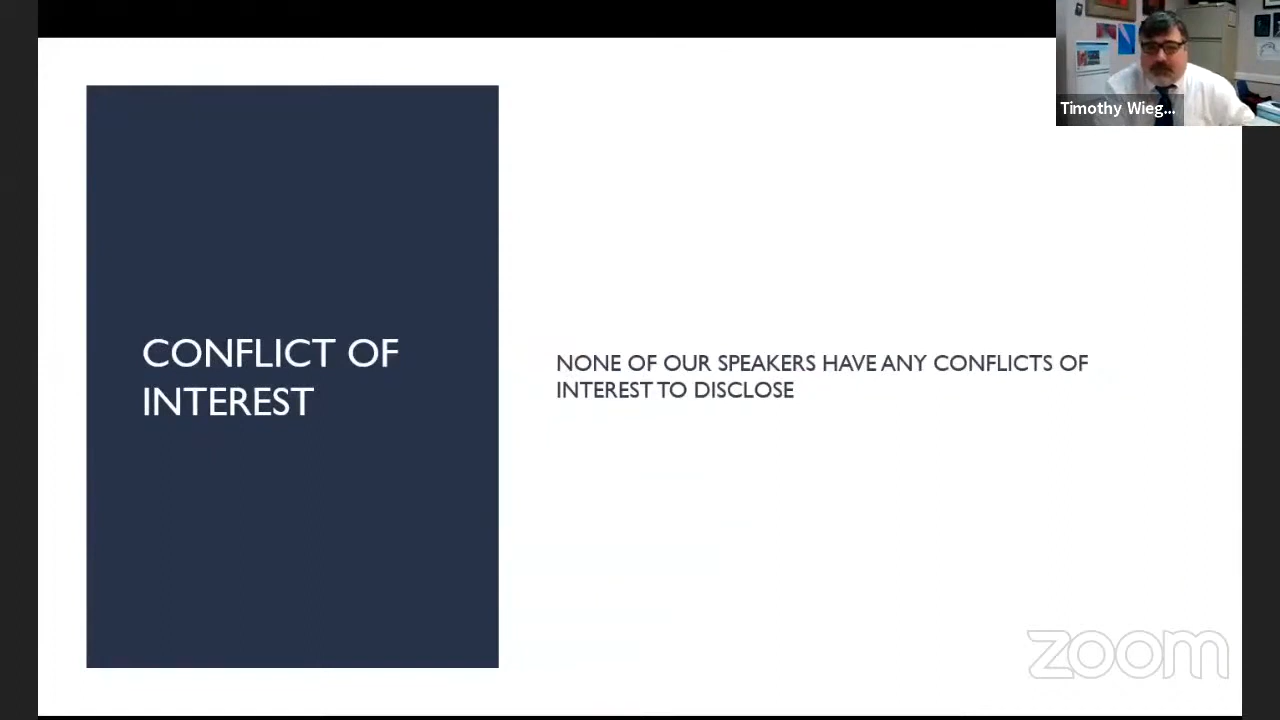 Timothy Wieg...
CONFLICT OF
INTEREST
NONE OF OUR SPEAKERS HAVE ANY CONFLICTS OF
INTEREST TO DISCLOSE
zoom